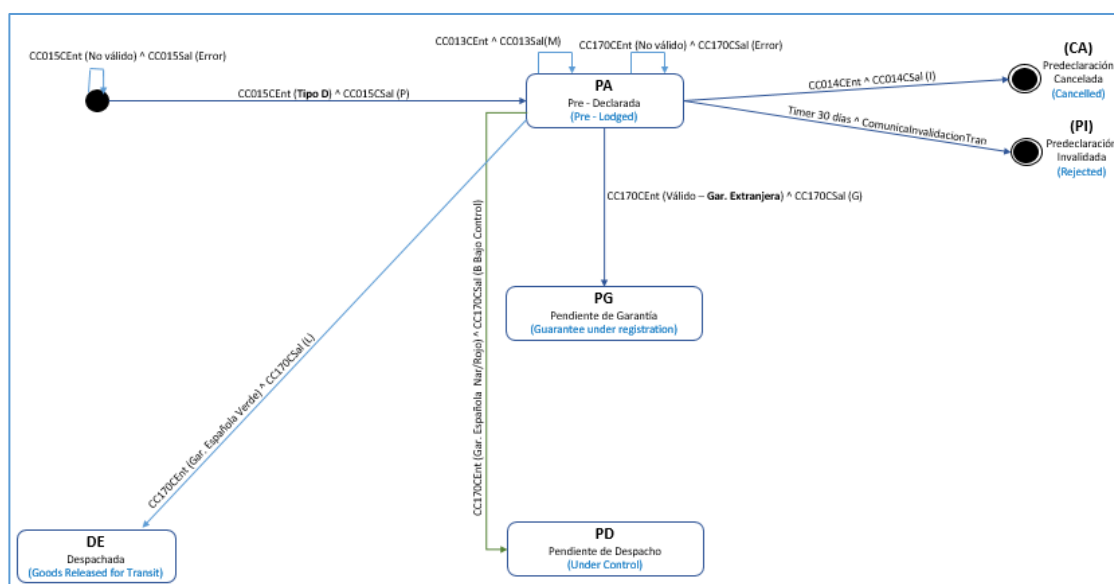 CC015CEnt (No válido) ^ CC015Sal (Error)
CC013CEnt ^ CC013Sal(M)
CC170CEnt (No válido) ^ CC170CSal (Error)
CC015CEnt (Tipo D) ^ CC015CSal (P)
PA
Pre - Declarada
(Pre - Lodged)
CC014CEnt ^ CC014CSal (I)
(CA)
Predeclaración
Cancelada
(Cancelled)
Timer 30 días ^ ComunicaInvalidacionTran
(PI)
Predeclaración
Invalidada
(Rejected)
CC170CEnt (Válido – Gar. Extranjera) ^ CC170CSal (G)
PG
Pendiente de Garantía
(Guarantee under registration)
CC170CEnt (Gar. Española Nar/Rojo) ^ CC170CSal (B Bajo Control)
CC170CEnt (Gar. Española Verde) ^ CC170CSal (L)
DE
Despachada
(Goods Released for Transit)
PD
Pendiente de Despacho
(Under Control)